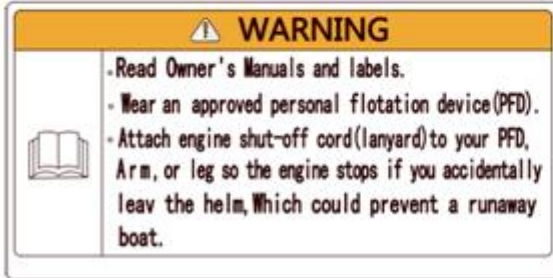 ⚠ WARNING
·Read Owner's Manuals and labels.
·Wear an approved personal flotation device(PFD).
·Attach engine shut-off cord(lanyard)to your PFD,
Arm, or leg so the engine stops if you accidentally
leav the helm,Which could prevent a runaway
boat.